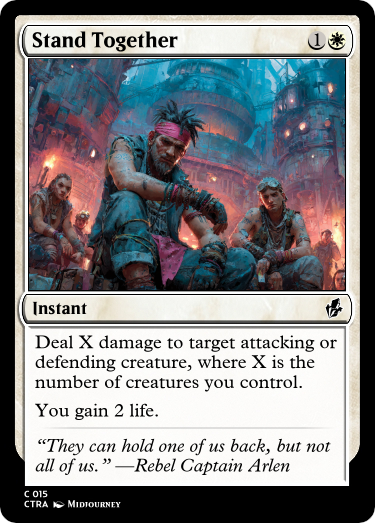 Stand Together 1
Instant
Deal X damage to target attacking or
defending creature, where X is the
number of creatures you control.
You gain 2 life.
“They can hold one of us back, but not
all of us.” —Rebel Captain Arlen
C 015
CTRA MIDJOURNEY